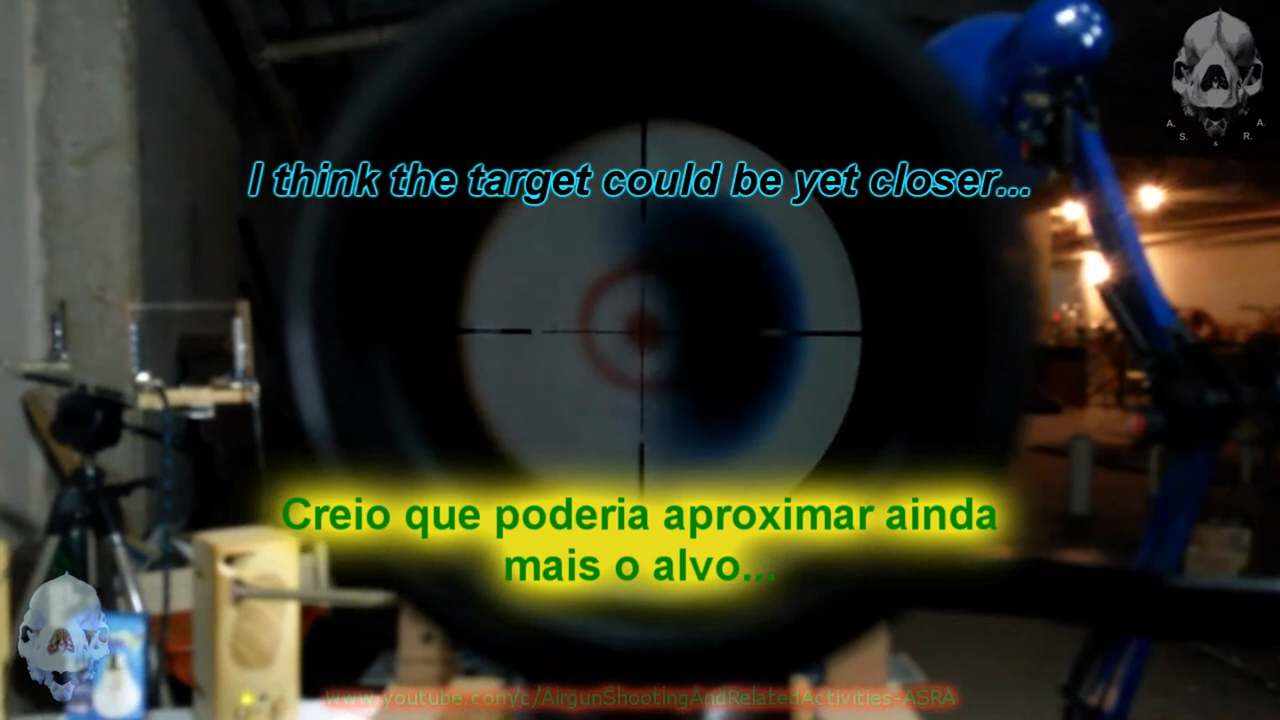 A. A.
S. R.
&
I think the target could be yet closer...
Creio que poderia aproximar ainda
mais o alvo...
www.youtube.com/c/AirgunShootingAndRelatedActivities-ASRA